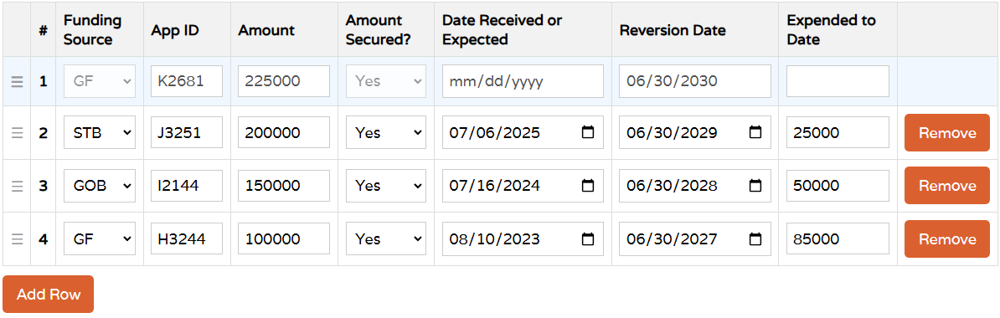 # Funding Source App ID Amount Amount Secured? Date Received or Expected Reversion Date Expended to Date
1 GF K2681 225000 Yes mm/dd/yyyy 06/30/2030
2 STB J3251 200000 Yes 07/06/2025 06/30/2029 25000 Remove
3 GOB I2144 150000 Yes 07/16/2024 06/30/2028 50000 Remove
4 GF H3244 100000 Yes 08/10/2023 06/30/2027 85000 Remove
Add Row